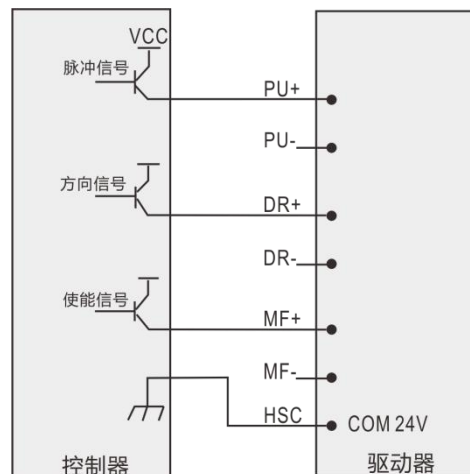 VCC
脉冲信号
PU+
PU-
方向信号
DR+
DR-
使能信号
MF+
MF-
HSC
COM 24V
控制器
驱动器